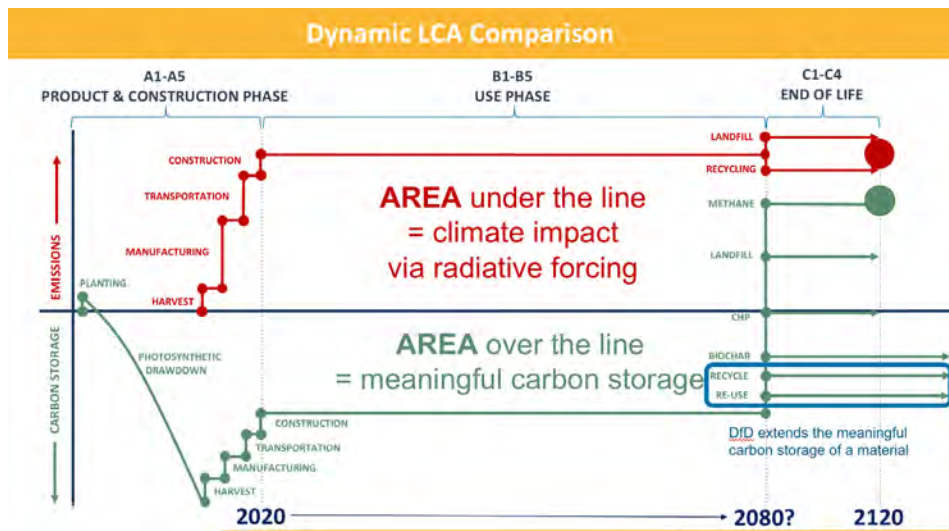 Dynamic LCA Comparison
A1-A5
PRODUCT & CONSTRUCTION PHASE
B1-B5
USE PHASE
C1-C4
END OF LIFE
EMISSIONS
CARBON STORAGE
CONSTRUCTION
TRANSPORTATION
MANUFACTURING
HARVEST
PLANTING
PHOTOSYNTHETIC
DRAWDOWN
AREA under the line
= climate impact
via radiative forcing
AREA over the line
= meaningful carbon storage
CONSTRUCTION
TRANSPORTATION
MANUFACTURING
HARVEST
LANDFILL
RECYCLING
METHANE
LANDFILL
CHP
BIOCHAR
RECYCLE
RE-USE
DfD extends the meaningful
carbon storage of a material
2020
2080?
2120